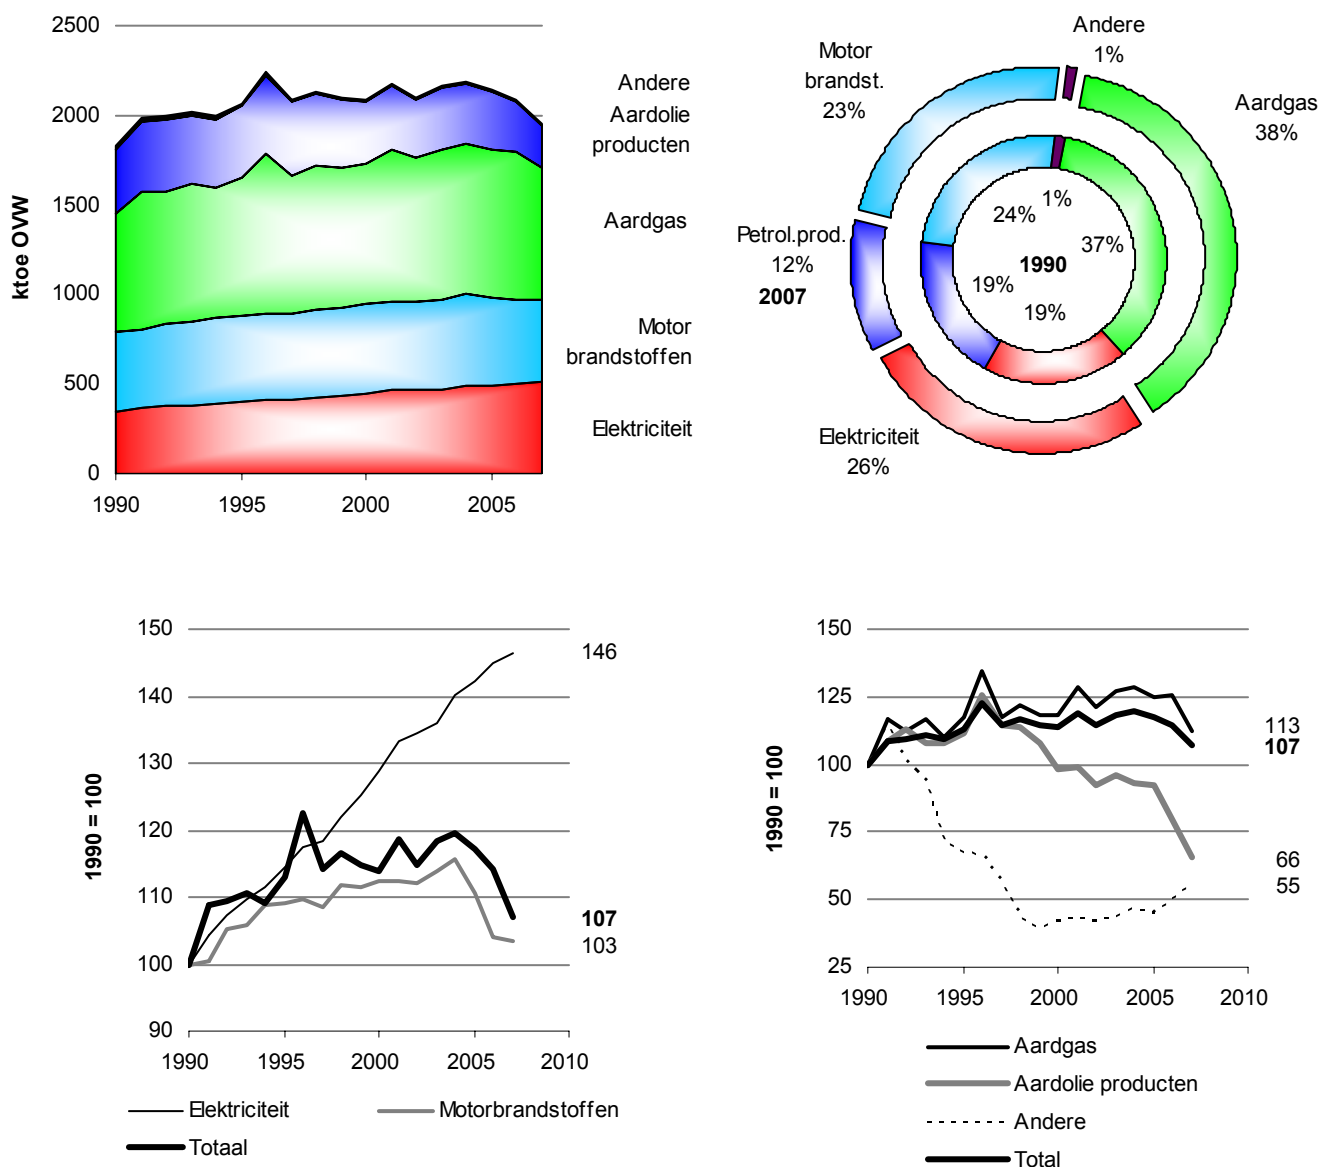 2500
2000
1500
1000
500
0
ktoe OVW
1990
1995
2000
2005
Andere
Aardolie
producten
Aardgas
Motor
brandstoffen
Elektriciteit
Andere
1%
Motor
brandst.
23%
Aardgas
38%
Petrol.prod.
12%
2007
Elektriciteit
26%
24%
1%
37%
1990
19%
19%
150
140
130
120
110
100
90
1990 = 100
1990
1995
2000
2005
2010
146
107
103
Elektriciteit
Motorbrandstoffen
Totaal
150
125
100
75
50
25
1990 = 100
1990
1995
2000
2005
2010
113
107
66
55
Aardgas
Aardolie producten
Andere
Total